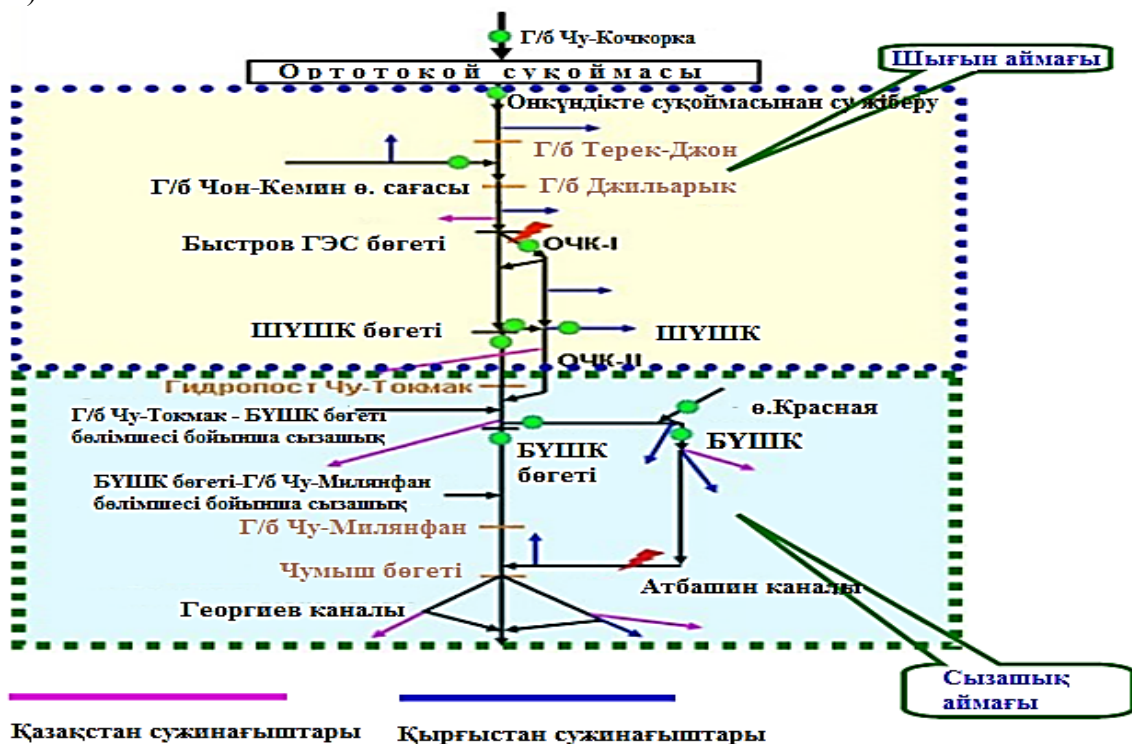 Г/б Чу-Кочкорка
Шығын аймағы
Ортотокой суқоймасы
Онкүндікте суқоймасынан су жіберу
Г/б Терек-Джон
Г/б Чон-Кемин ө. сағасы
Г/б Джильарык
Быстров ГЭС бөгеті
ОЧК-I
ШҮШК бөгеті
ШҮШК
ОЧК-II
Гидропост Чу-Токмак
Г/б Чу-Токмак - БҮШК бөгеті
бөлімшесі бойынша сызашық
ө.Красная
БҮШК
БҮШК
бөгеті
БҮШК бөгеті-Г/б Чу-Милянфан
бөлімшесі бойынша сызашық
Г/б Чу-Милянфан
Чумыш бөгеті
Атбашин каналы
Георгиев каналы
Сызашық
аймағы
Қазақстан сужинағыштары
Қырғыстан сужинағыштары